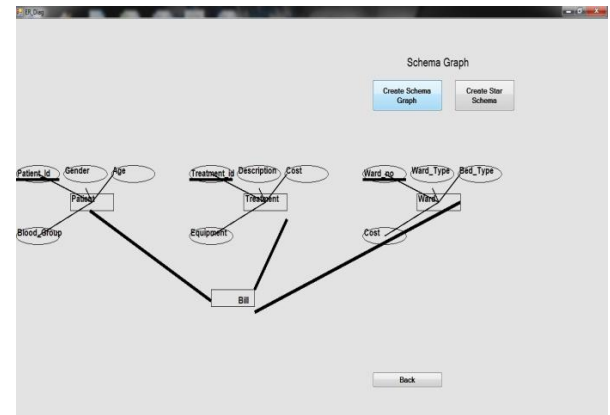 ER_Diag
Schema Graph
Create Schema
Graph
Create Star
Schema
Patient_Id Gender Age
Treatment_id Description Cost
Ward_no Ward_Type Bed_Type
Patient
Treatment
Ward
Blood_Group
Equipment
Cost
Bill
Back